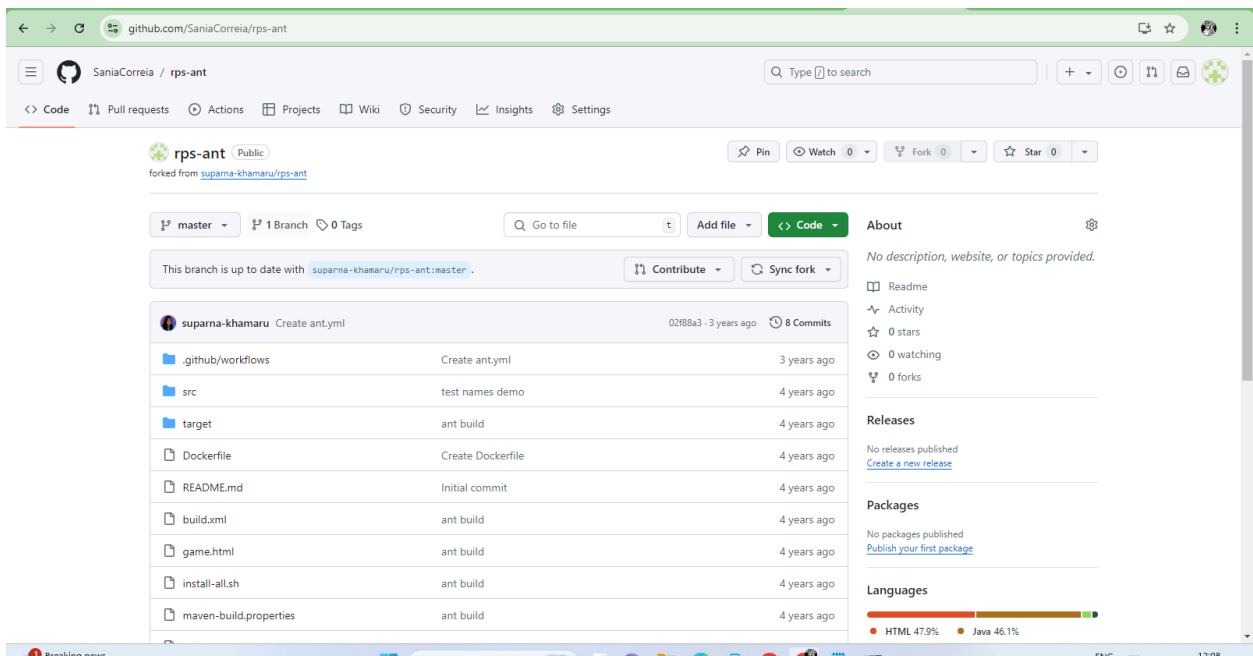 github.com/SaniaCorreia/rps-ant
SaniaCorreia / rps-ant
Type / to search
<> Code Pull requests Actions Projects Wiki Security Insights Settings
rps-ant Public
Pin Watch 0 Fork 0 Star 0
forked from suparna-khamaru/rps-ant
master 1 Branch 0 Tags Go to file t Add file <> Code
This branch is up to date with suparna-khamaru/rps-ant:master .
Contribute Sync fork
suparna-khamaru Create ant.yml 02f88a3 · 3 years ago 8 Commits
.github/workflows Create ant.yml 3 years ago
src test names demo 4 years ago
target ant build 4 years ago
Dockerfile Create Dockerfile 4 years ago
README.md Initial commit 4 years ago
build.xml ant build 4 years ago
game.html ant build 4 years ago
install-all.sh ant build 4 years ago
maven-build.properties ant build 4 years ago
About
No description, website, or topics provided.
Readme
Activity
0 stars
0 watching
0 forks
Releases
No releases published
Create a new release
Packages
No packages published
Publish your first package
Languages
HTML 47.9% Java 46.1%
1 Breaking news
ENG 12:08